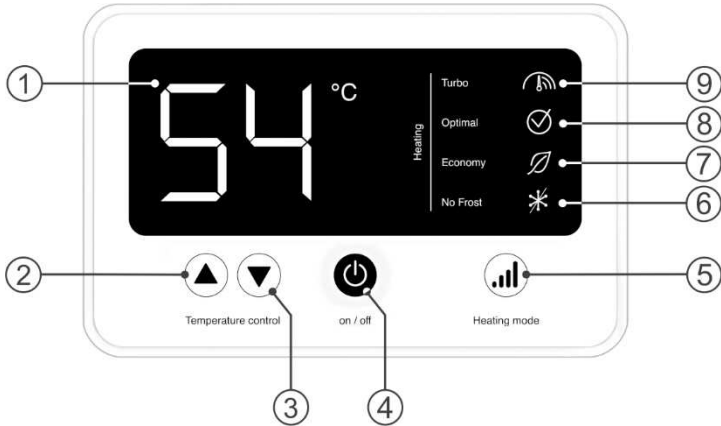 1
54 °C
Heating
Turbo
9
Optimal
8
Economy
7
No Frost
6
2
5
Temperature control
on / off
Heating mode
3
4